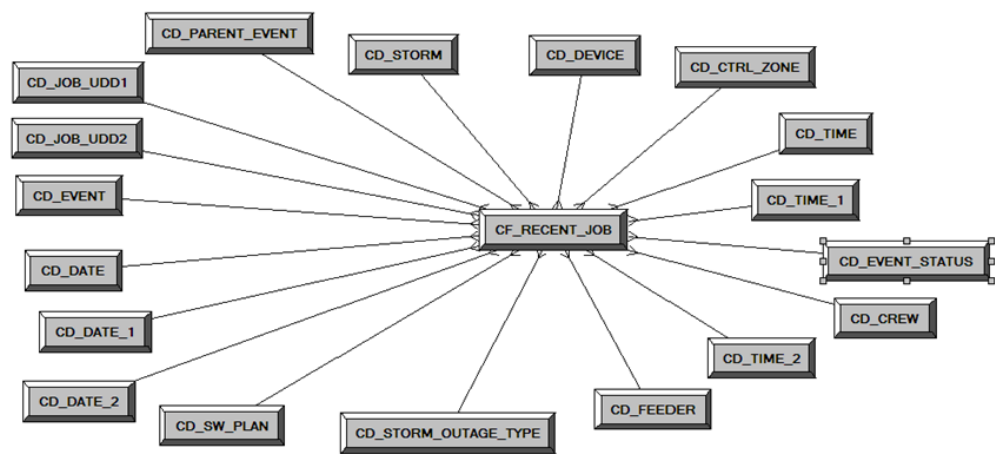 CD_PARENT_EVENT
CD_STORM
CD_DEVICE
CD_CTRL_ZONE
CD_JOB_UDD1
CD_JOB_UDD2
CD_TIME
CD_EVENT
CD_TIME_1
CF_RECENT_JOB
CD_DATE
CD_EVENT_STATUS
CD_DATE_1
CD_CREW
CD_TIME_2
CD_DATE_2
CD_SW_PLAN
CD_STORM_OUTAGE_TYPE
CD_FEEDER